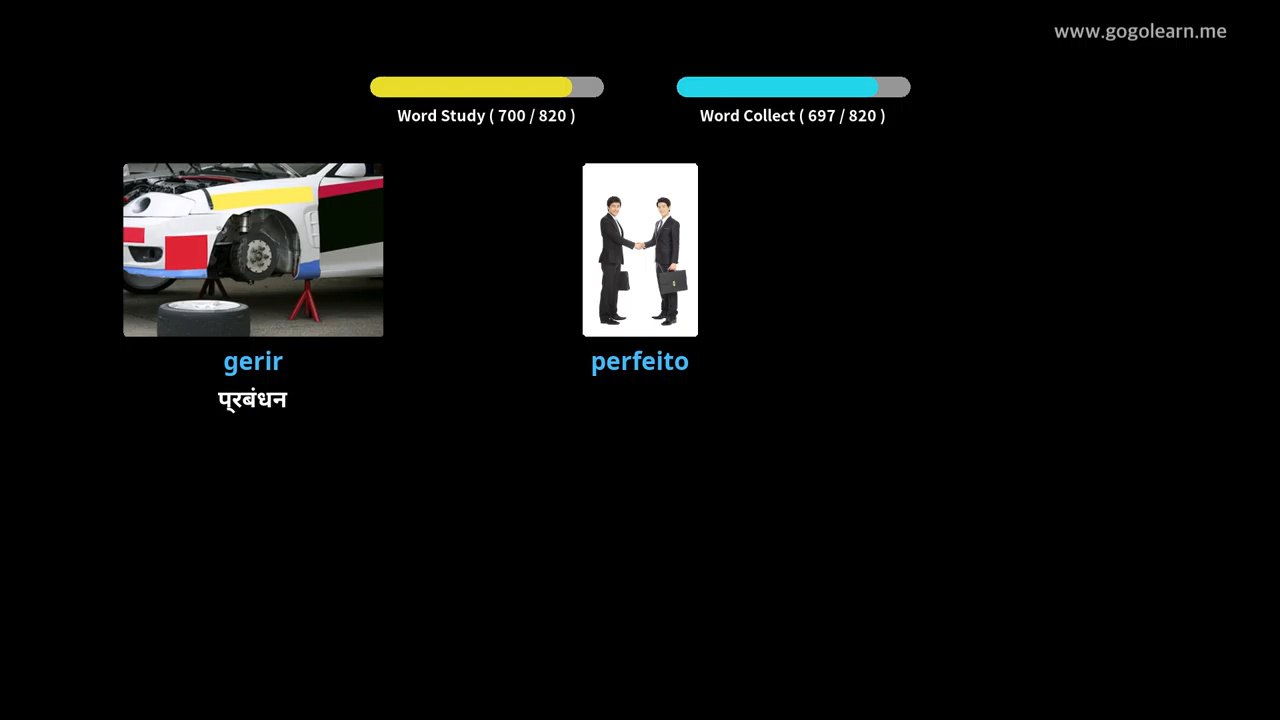 www.gogolearn.me
Word Study ( 700 / 820 )
Word Collect ( 697 / 820 )
gerir
प्रबंधन
perfeito